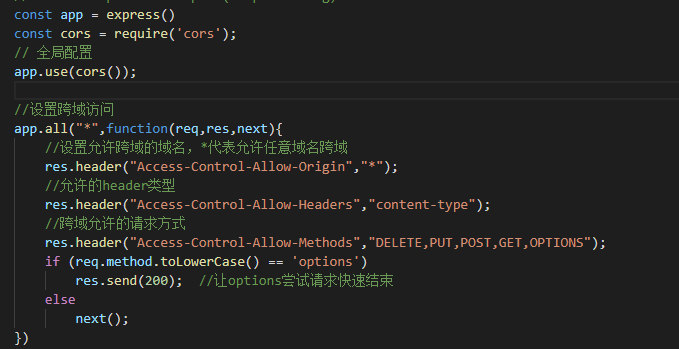 const app = express()
const cors = require('cors');
// 全局配置
app.use(cors());
//设置跨域访问
app.all("*",function(req,res,next){
//设置允许跨域的域名，*代表允许任意域名跨域
res.header("Access-Control-Allow-Origin","*");
//允许的header类型
res.header("Access-Control-Allow-Headers","content-type");
//跨域允许的请求方式
res.header("Access-Control-Allow-Methods","DELETE,PUT,POST,GET,OPTIONS");
if (req.method.toLowerCase() == 'options')
res.send(200);  //让options尝试请求快速结束
else
next();
})